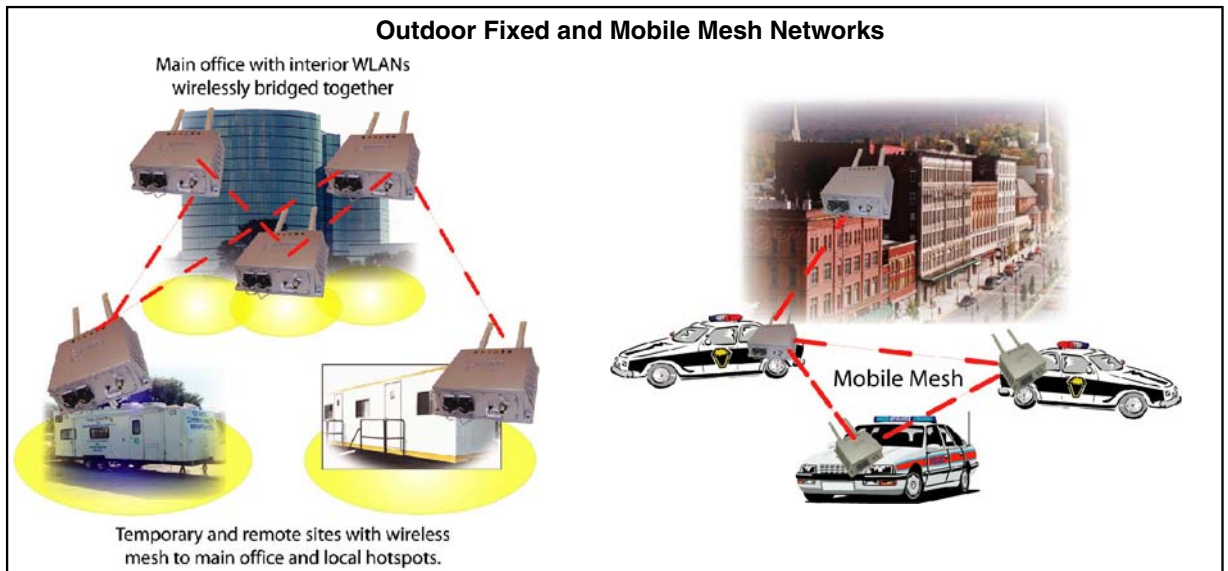 Outdoor Fixed and Mobile Mesh Networks
Main office with interior WLANs
wirelessly bridged together
Mobile Mesh
Temporary and remote sites with wireless
mesh to main office and local hotspots.